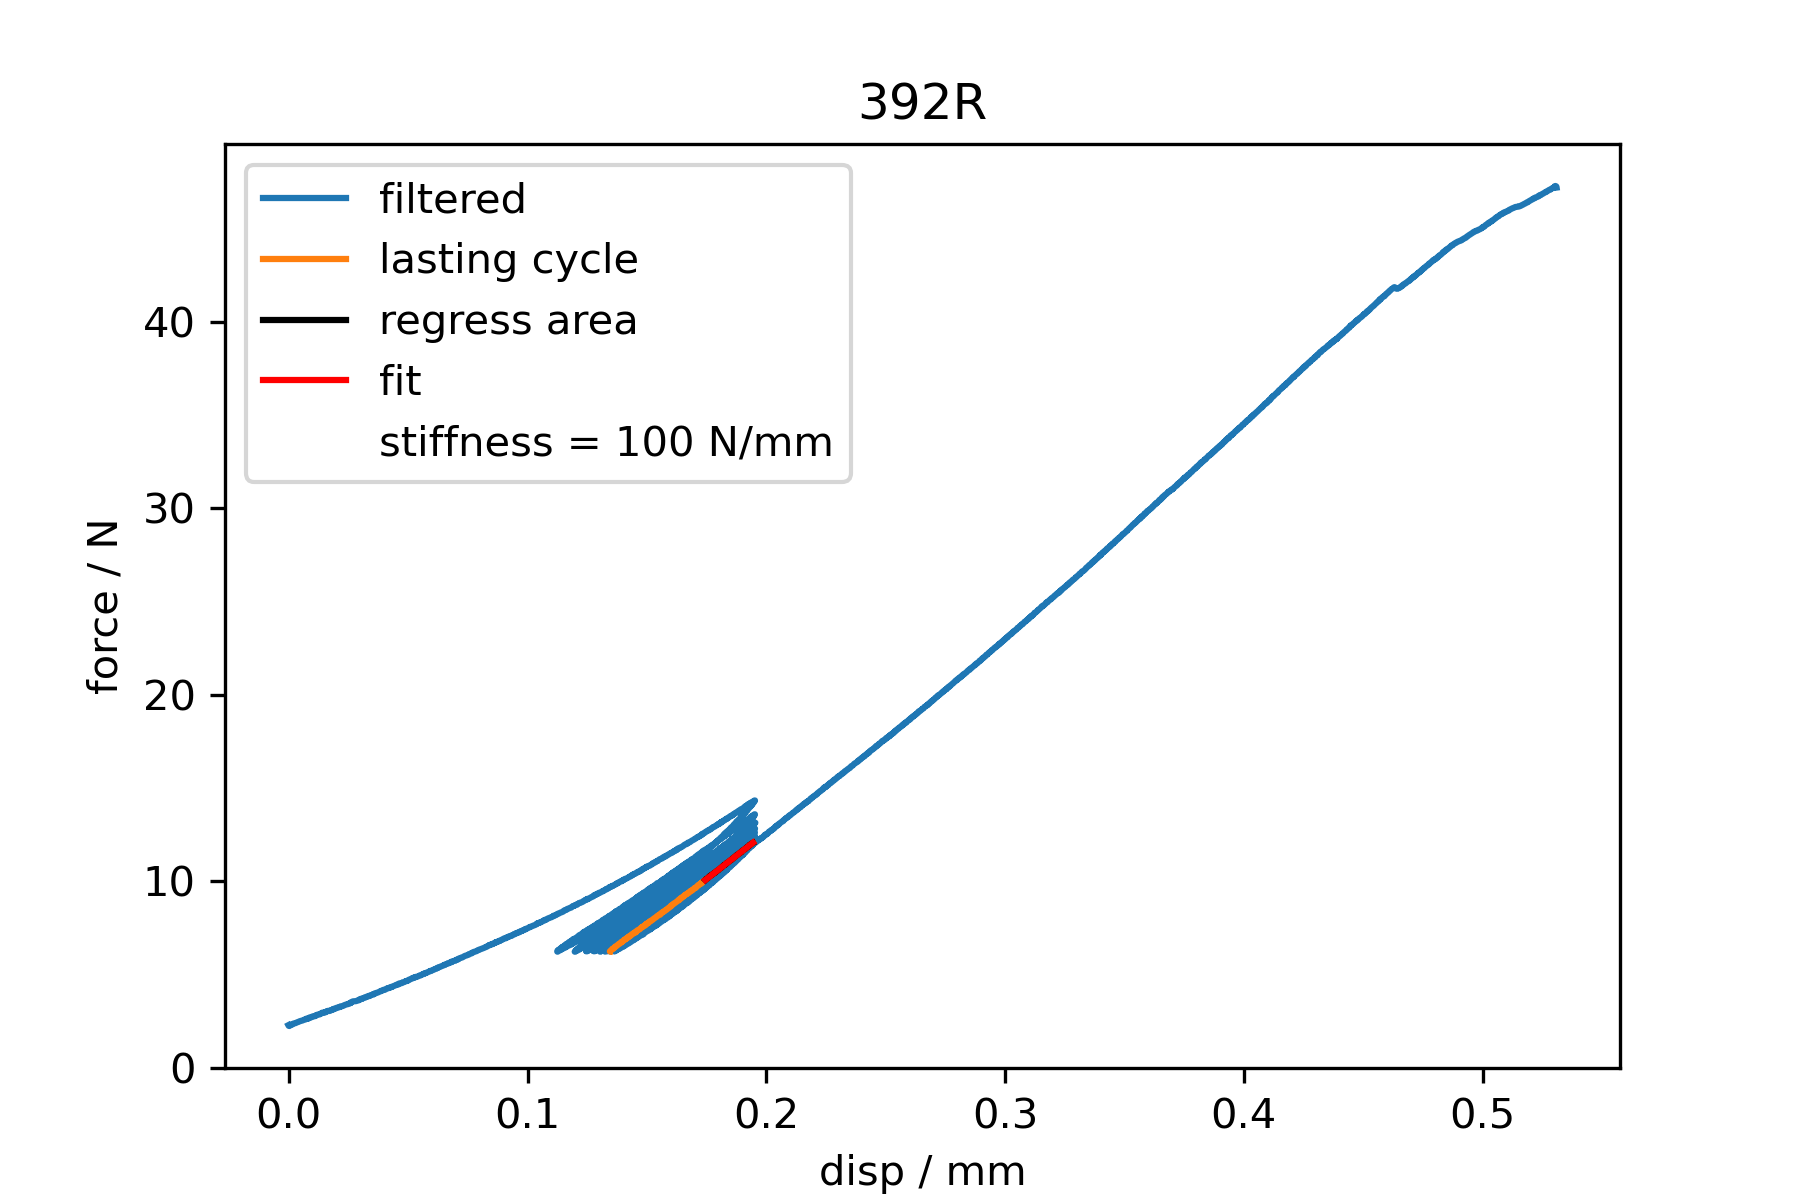 392R
filtered
lasting cycle
regress area
fit
stiffness = 100 N/mm
force / N
40
30
20
10
0
0.0 0.1 0.2 0.3 0.4 0.5
disp / mm